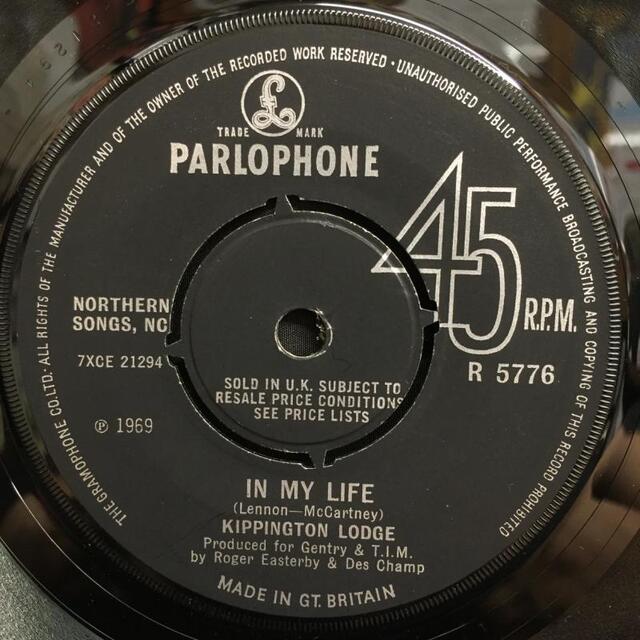 THE GRAMOPHONE CO.LTD.·ALL RIGHTS OF THE MANUFACTURER AND OF THE OWNER OF THE RECORDED WORK RESERVED·UNAUTHORISED PUBLIC PERFORMANCE BROADCASTING AND COPYING OF THIS RECORD PROHIBITED
£
TRADE MARK
PARLOPHONE
45
R.P.M.
NORTHERN
SONGS, NC
7XCE 21294
R 5776
SOLD IN U.K. SUBJECT TO
RESALE PRICE CONDITIONS
SEE PRICE LISTS
℗ 1969
IN MY LIFE
(Lennon—McCartney)
KIPPINGTON LODGE
Produced for Gentry & T.I.M.
by Roger Easterby & Des Champ
MADE IN GT. BRITAIN